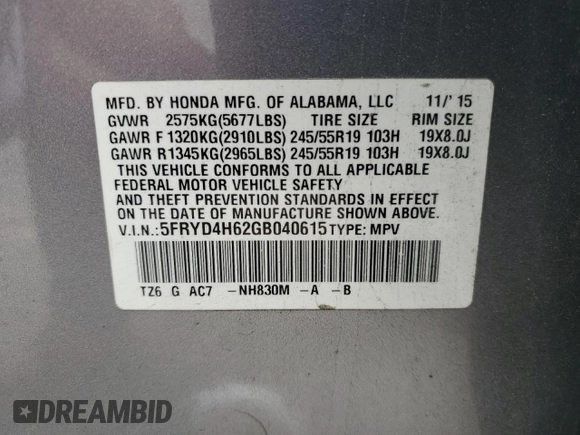 MFD. BY HONDA MFG. OF ALABAMA, LLC 11/'15
GVWR 2575KG(5677LBS) TIRE SIZE RIM SIZE
GAWR F 1320KG(2910LBS) 245/55R19 103H 19X8.0J
GAWR R1345KG(2965LBS) 245/55R19 103H 19X8.0J
THIS VEHICLE CONFORMS TO ALL APPLICABLE
FEDERAL MOTOR VEHICLE SAFETY
AND THEFT PREVENTION STANDARDS IN EFFECT
ON THE DATE OF MANUFACTURE SHOWN ABOVE.
V.I.N.:5FRYD4H62GB040615 TYPE: MPV
TZ6 G AC7 -NH830M -A -B
DREAMBID